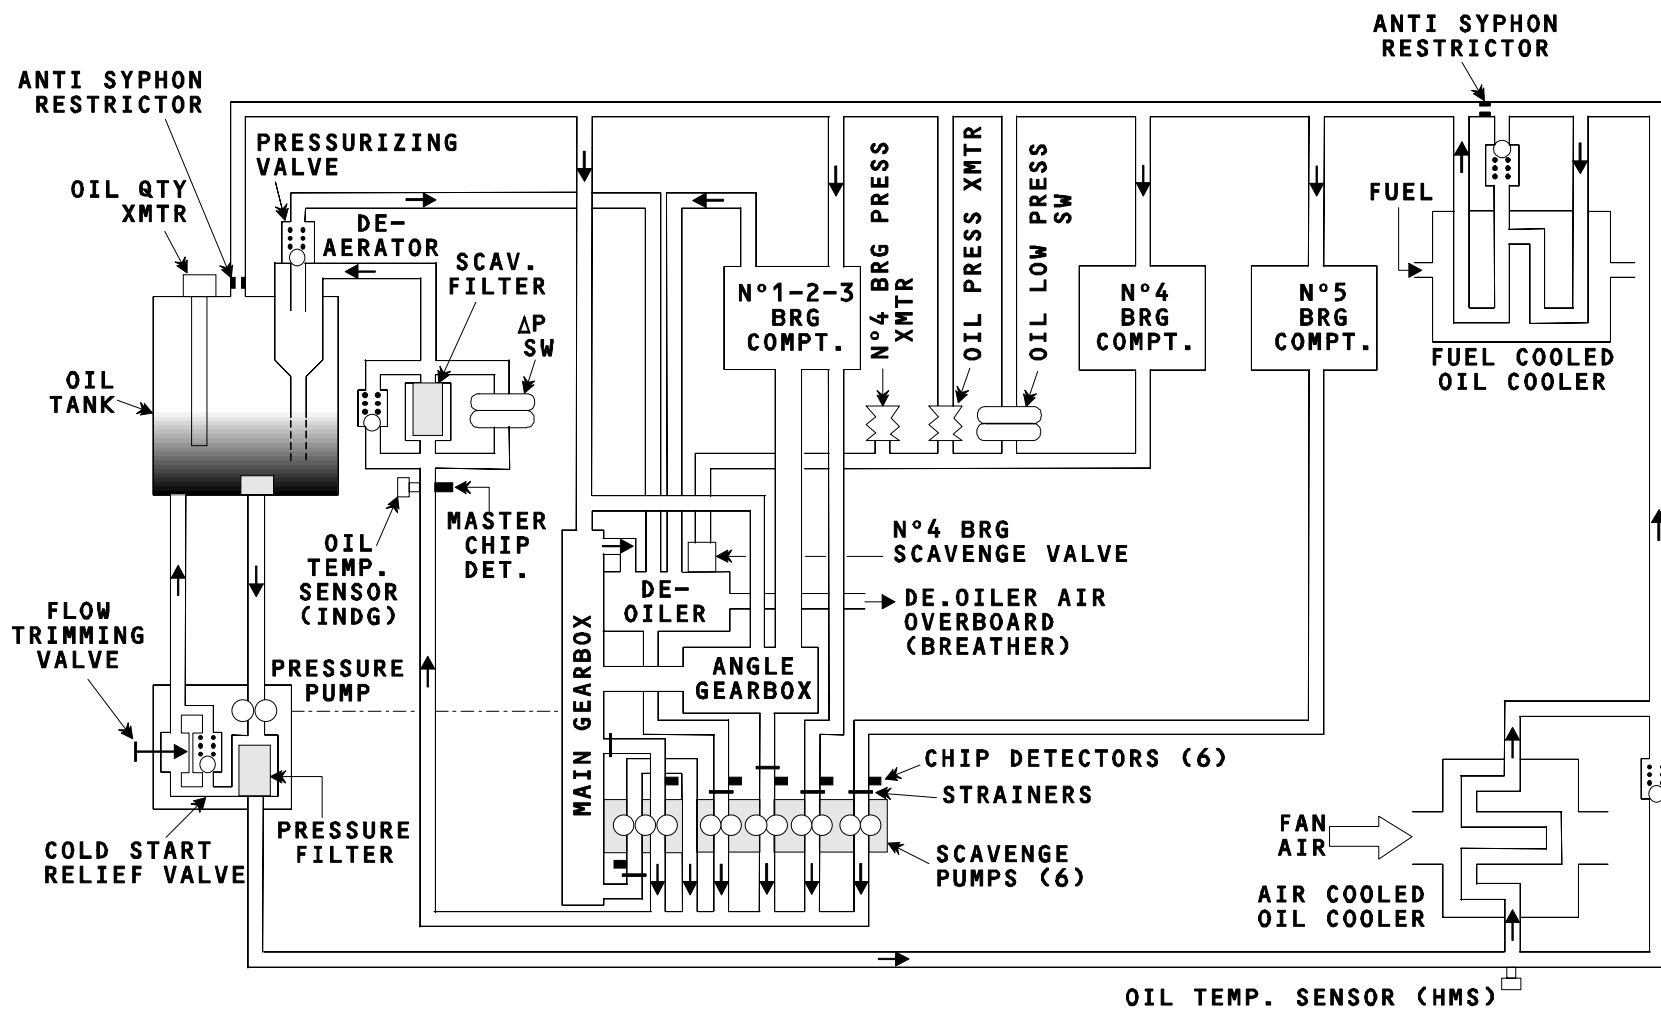 ANTI SYPHON
RESTRICTOR
ANTI SYPHON
RESTRICTOR
PRESSURIZING
VALVE
OIL QTY
XMTR
DE-
AERATOR
SCAV.
FILTER
ΔP
SW
OIL
TANK
N°1-2-3
BRG
COMPT.
N°4 BRG PRESS
XMTR
OIL PRESS XMTR
OIL LOW PRESS
SW
N°4
BRG
COMPT.
N°5
BRG
COMPT.
FUEL
FUEL COOLED
OIL COOLER
MASTER
CHIP
DET.
OIL
TEMP.
SENSOR
(INDG)
N°4 BRG
SCAVENGE VALVE
DE-
OILER
DE.OILER AIR
OVERBOARD
(BREATHER)
FLOW
TRIMMING
VALVE
PRESSURE
PUMP
MAIN GEARBOX
ANGLE
GEARBOX
CHIP DETECTORS (6)
STRAINERS
SCAVENGE
PUMPS (6)
PRESSURE
FILTER
COLD START
RELIEF VALVE
FAN
AIR
AIR COOLED
OIL COOLER
OIL TEMP. SENSOR (HMS)